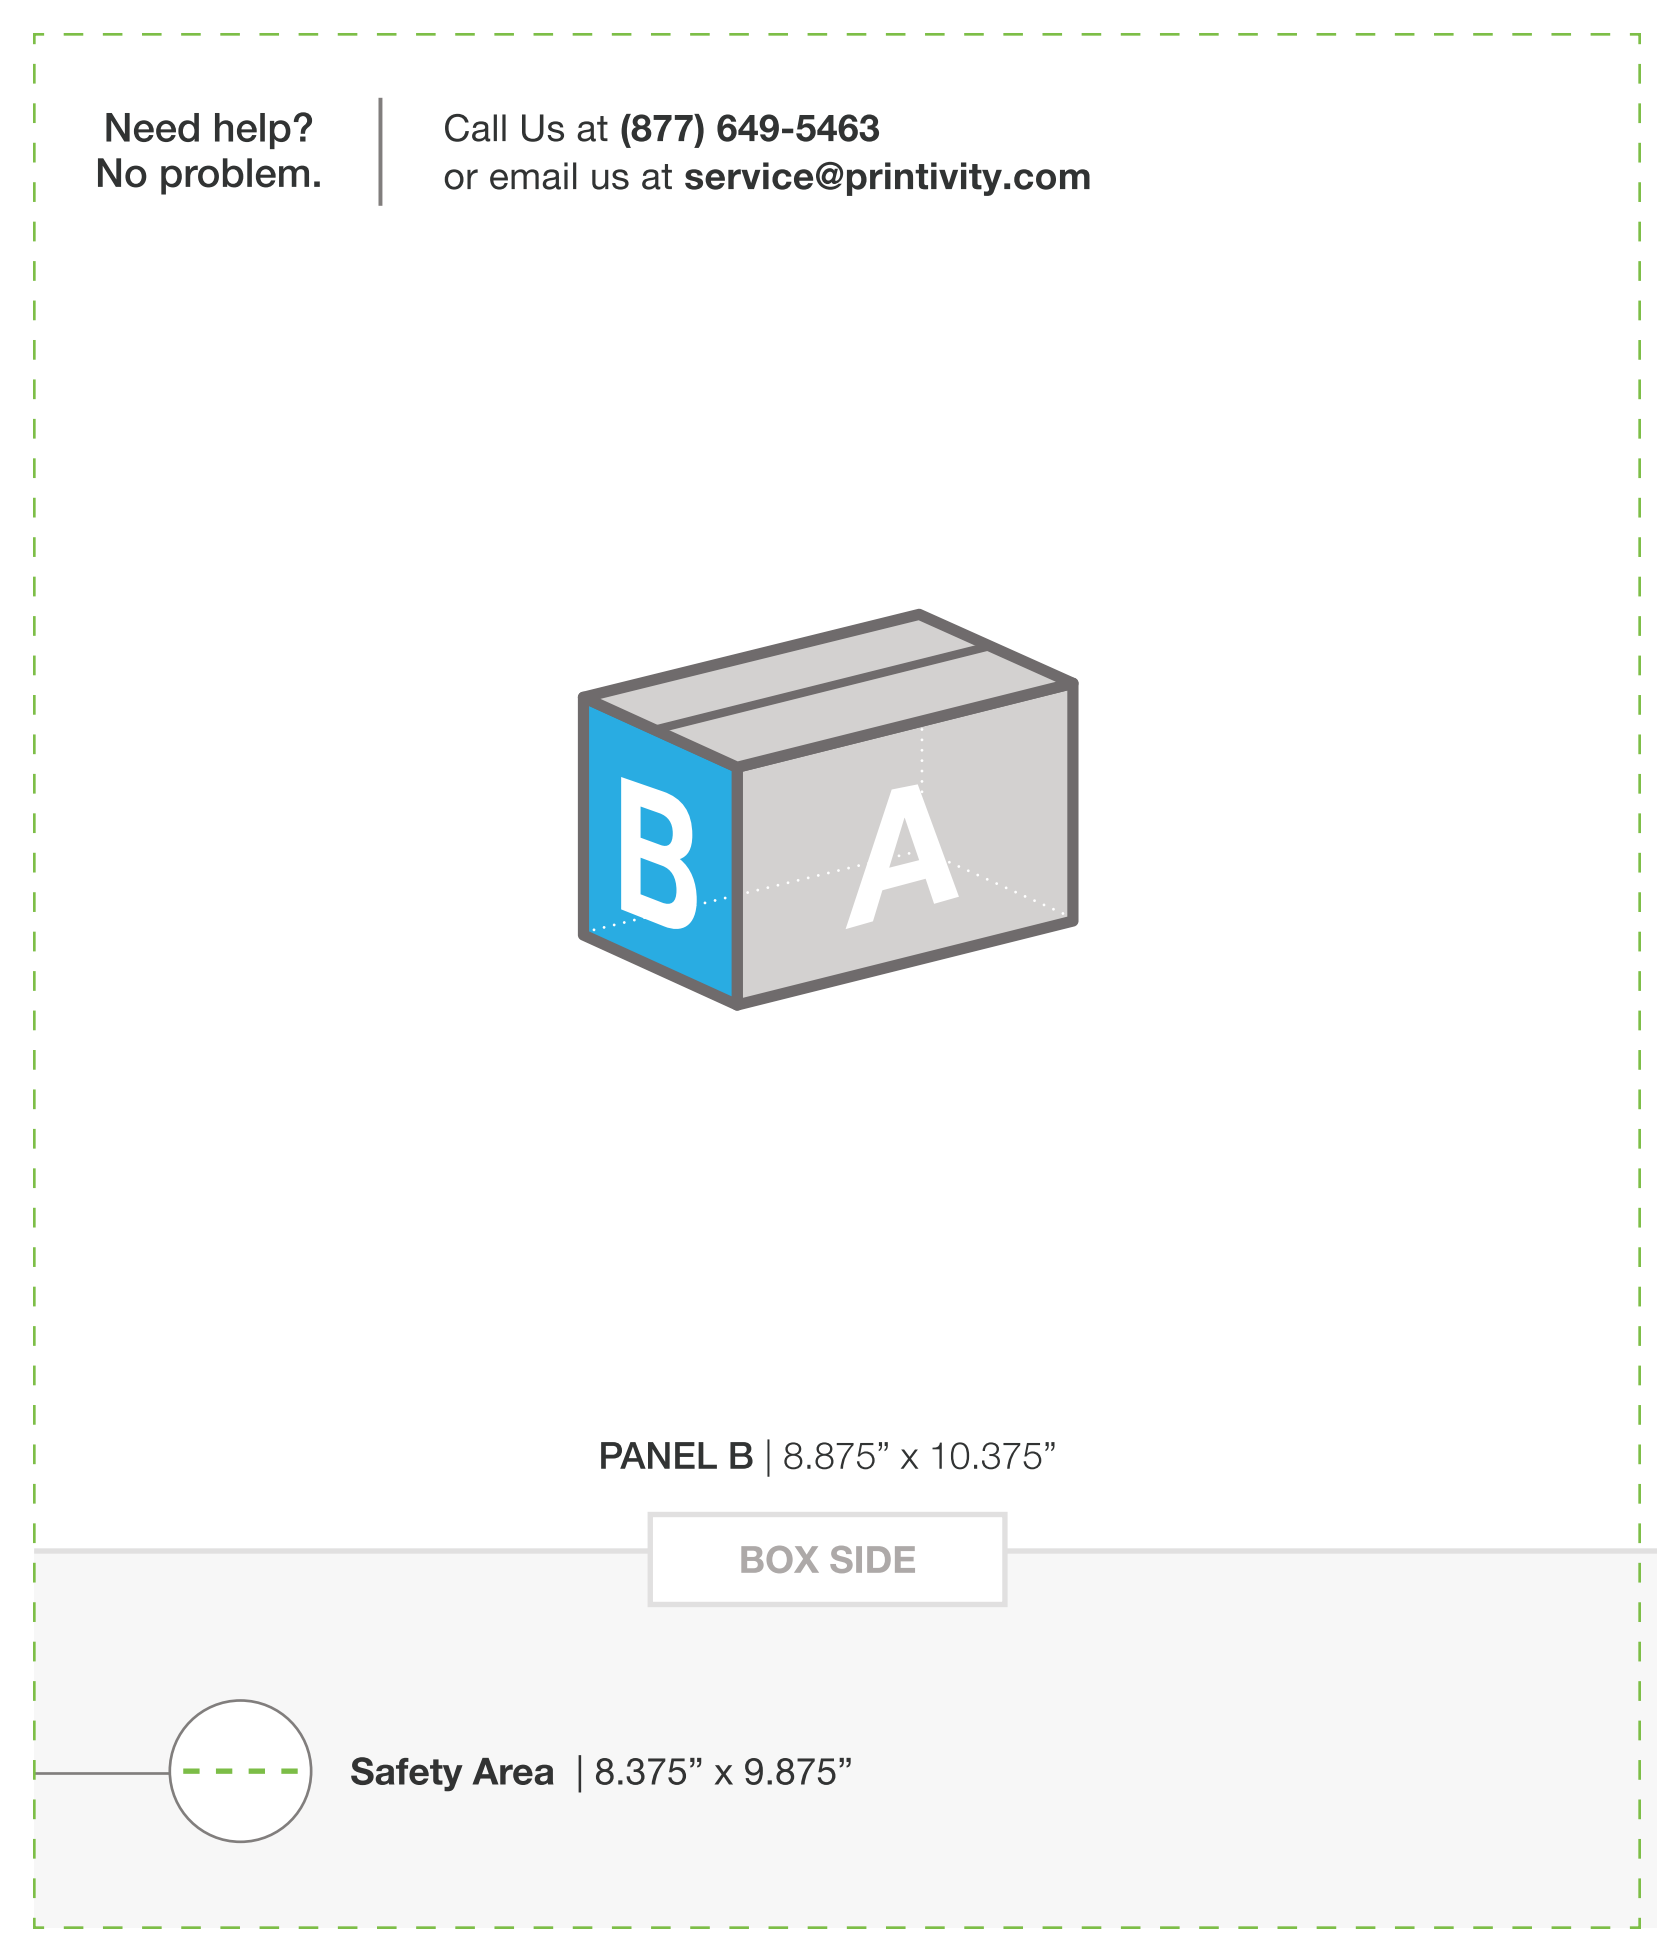 Need help?
No problem.
Call Us at (877) 649-5463
or email us at service@printivity.com
B
A
PANEL B | 8.875” x 10.375”
BOX SIDE
Safety Area | 8.375” x 9.875”